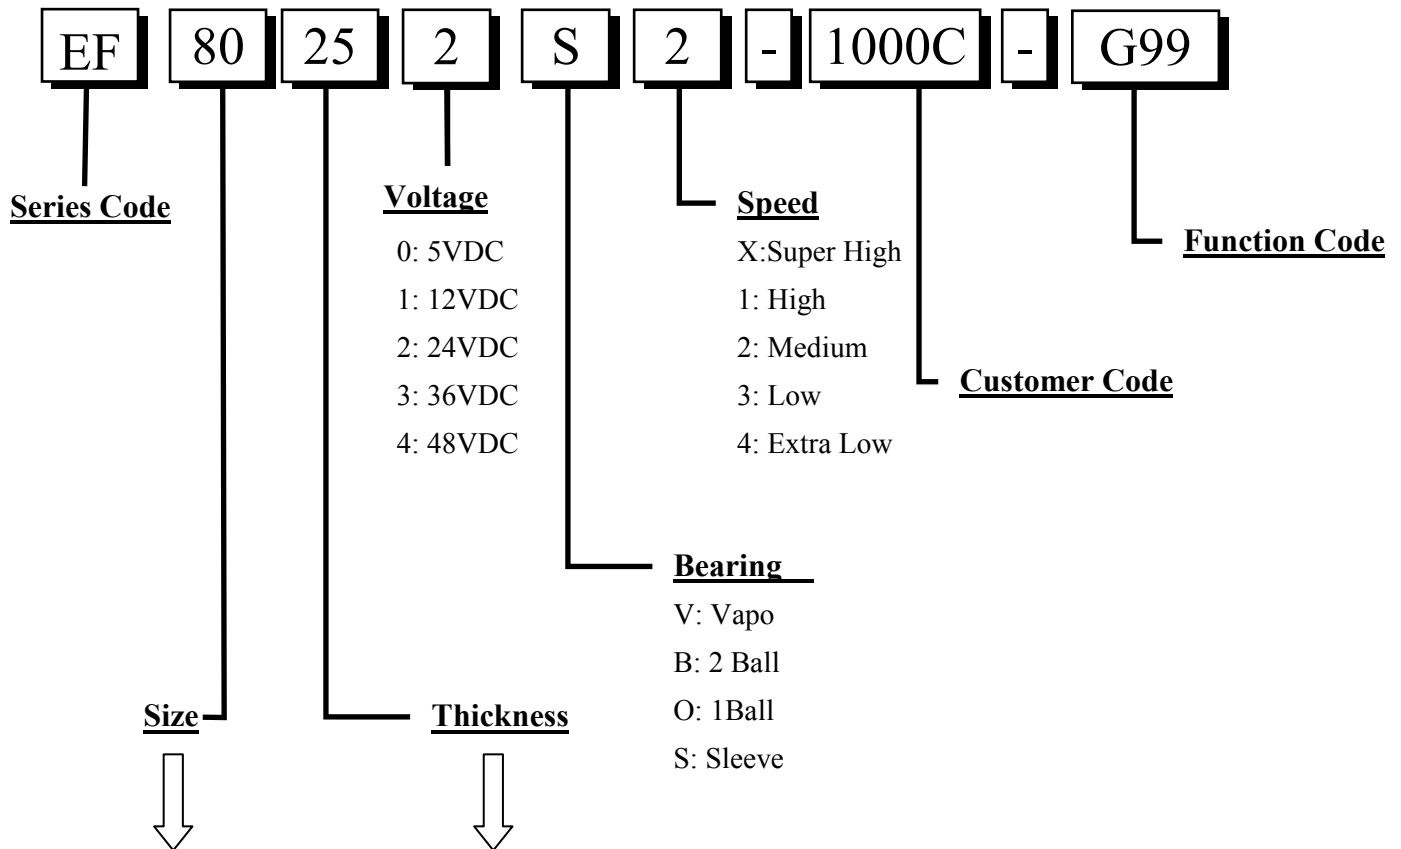 EF 80 25 2 S 2 - 1000C - G99
Series Code
Voltage
0: 5VDC
1: 12VDC
2: 24VDC
3: 36VDC
4: 48VDC
Speed
X:Super High
1: High
2: Medium
3: Low
4: Extra Low
Function Code
Customer Code
Bearing
V: Vapo
B: 2 Ball
O: 1Ball
S: Sleeve
Size
Thickness